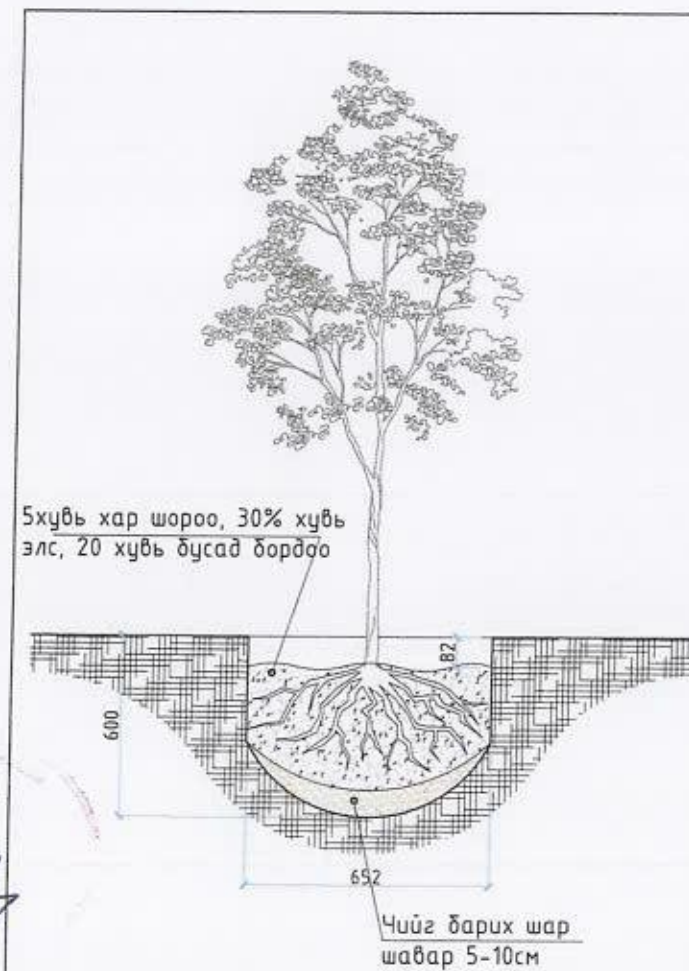 5хувь хар шороо, 30% хувь
элс, 20 хувь бусад бордоо
82
600
652
Чийг барих шар
шавар 5-10см